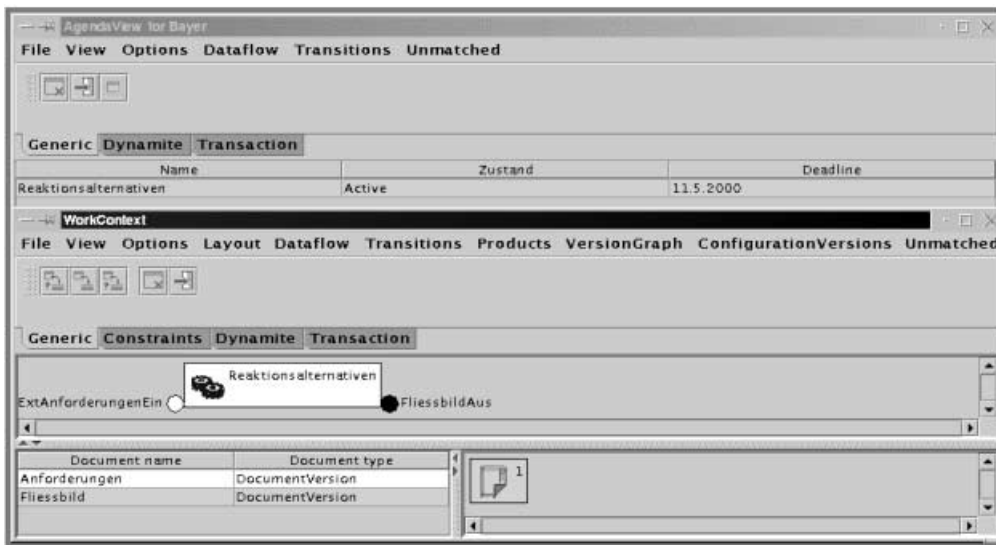 AgendaView for Bayer
File View Options Dataflow Transitions Unmatched
Generic Dynamite Transaction
Name Zustand Deadline
Reaktionsalternativen Active 11.5.2000
WorkContext
File View Options Layout Dataflow Transitions Products VersionGraph ConfigurationVersions Unmatched
Generic Constraints Dynamite Transaction
Reaktionsalternativen
ExtAnforderungenEin FliessbildAus
Document name Document type
Anforderungen DocumentVersion
Fliessbild DocumentVersion
1